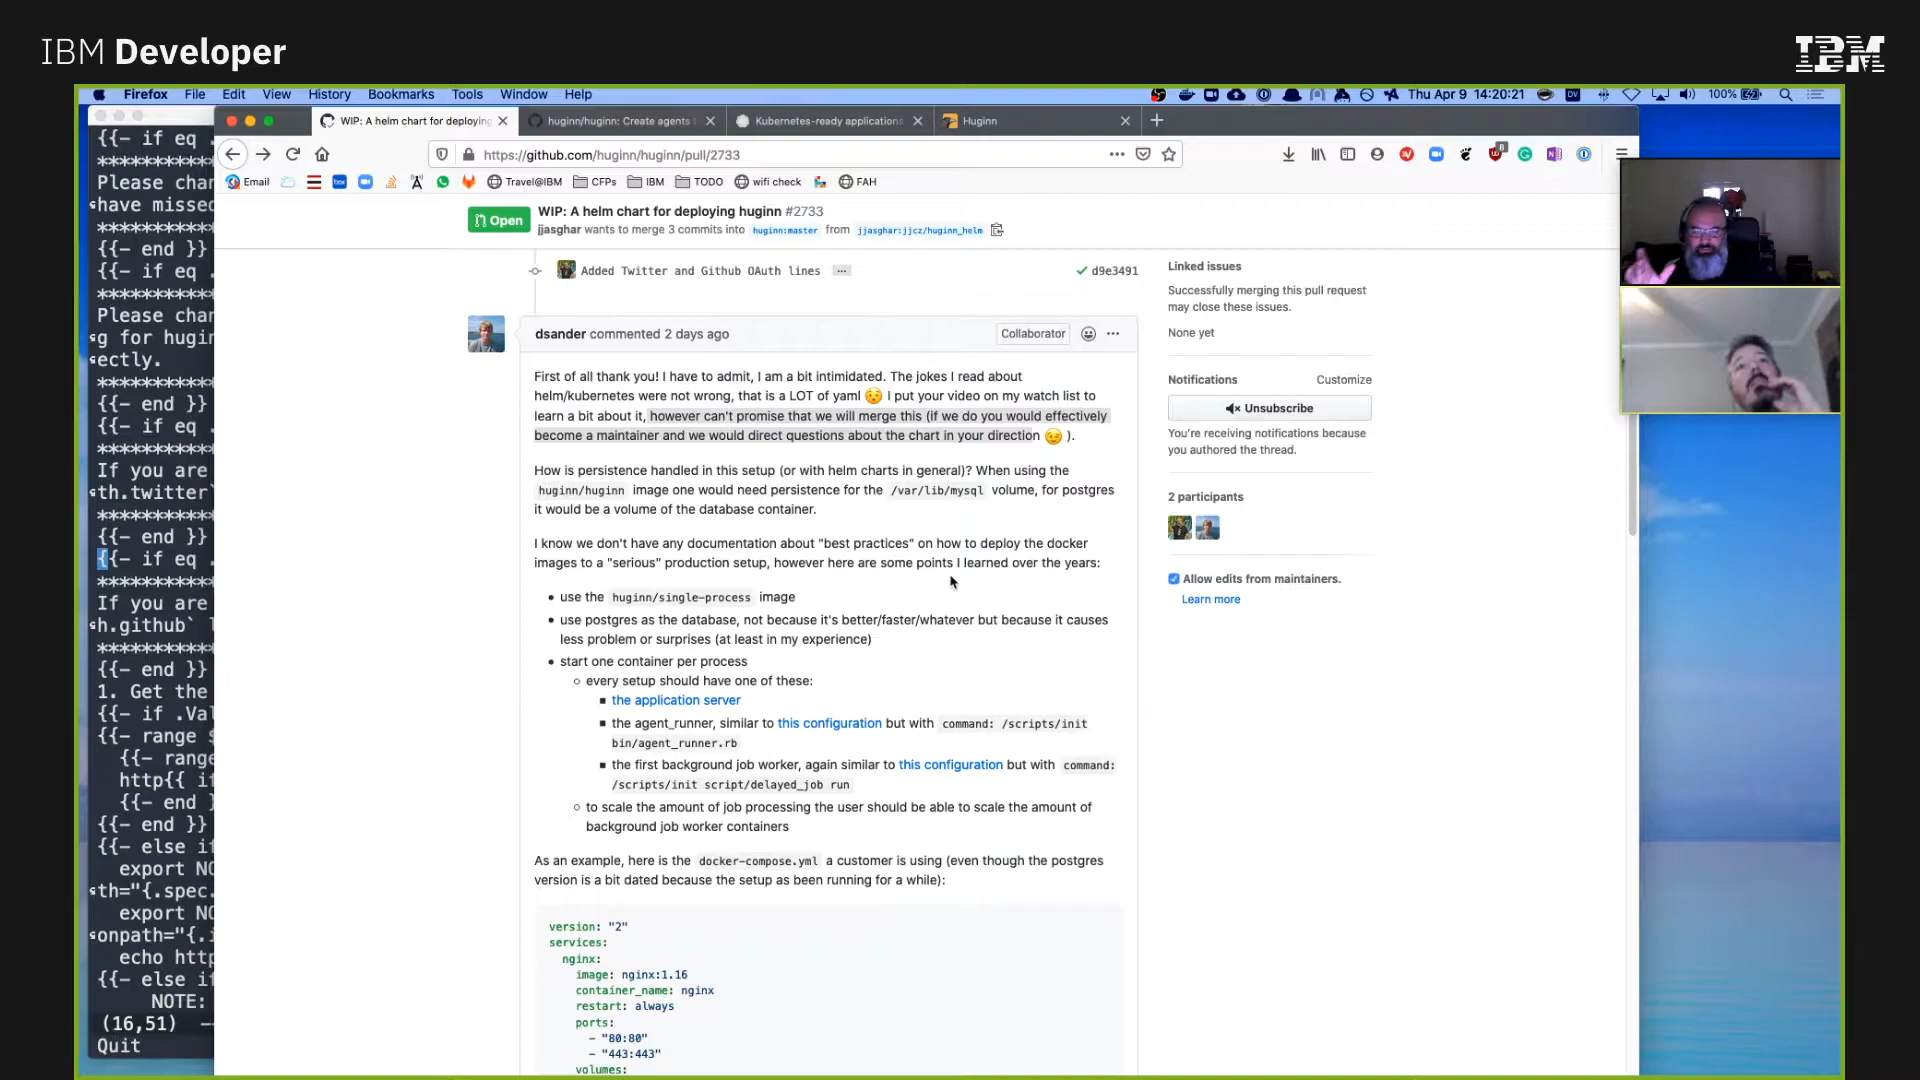 IBM Developer
IBM
Firefox File Edit View History Bookmarks Tools Window Help
Thu Apr 9 14:20:21
100%
WIP: A helm chart for deploying
huginn/huginn: Create agents
Kubernetes-ready applications
Huginn
https://github.com/huginn/huginn/pull/2733
8
Email
Travel@IBM
CFPs
IBM
TODO
wifi check
FAH
Open
WIP: A helm chart for deploying huginn #2733
jjasghar wants to merge 3 commits into huginn:master from jjasghar:jjcz/huginn_helm
Added Twitter and Github OAuth lines ...
d9e3491
dsander commented 2 days ago
Collaborator
First of all thank you! I have to admit, I am a bit intimidated. The jokes I read about
helm/kubernetes were not wrong, that is a LOT of yaml 😯 I put your video on my watch list to
learn a bit about it, however can't promise that we will merge this (if we do you would effectively
become a maintainer and we would direct questions about the chart in your direction 😉 ).
How is persistence handled in this setup (or with helm charts in general)? When using the
huginn/huginn image one would need persistence for the /var/lib/mysql volume, for postgres
it would be a volume of the database container.
I know we don't have any documentation about "best practices" on how to deploy the docker
images to a "serious" production setup, however here are some points I learned over the years:
• use the huginn/single-process image
• use postgres as the database, not because it's better/faster/whatever but because it causes
less problem or surprises (at least in my experience)
• start one container per process
○ every setup should have one of these:
▪ the application server
▪ the agent_runner, similar to this configuration but with command: /scripts/init
bin/agent_runner.rb
▪ the first background job worker, again similar to this configuration but with command:
/scripts/init script/delayed_job run
○ to scale the amount of job processing the user should be able to scale the amount of
background job worker containers
As an example, here is the docker-compose.yml a customer is using (even though the postgres
version is a bit dated because the setup as been running for a while):
version: "2"
services:
nginx:
image: nginx:1.16
container_name: nginx
restart: always
ports:
- "80:80"
- "443:443"
volumes:
Linked issues
Successfully merging this pull request
may close these issues.
None yet
Notifications
Customize
Unsubscribe
You're receiving notifications because
you authored the thread.
2 participants
Allow edits from maintainers.
Learn more
{{- if eq .
***********
Please char
have missed
***********
{{- end }}
{{- if eq .
***********
Please char
g for hugin
ectly.
***********
{{- end }}
{{- if eq .
***********
If you are
th.twitter`
***********
{{- end }}
{{- if eq .
***********
If you are
h.github` l
***********
{{- end }}
1. Get the
{{- if .Val
{{- range $
{{- range
http{{ if
{{- end }
{{- end }}
{{- else if
export NO
th="{.spec.
export NO
onpath="{.i
echo http
{{- else if
NOTE:
(16,51) --
Quit